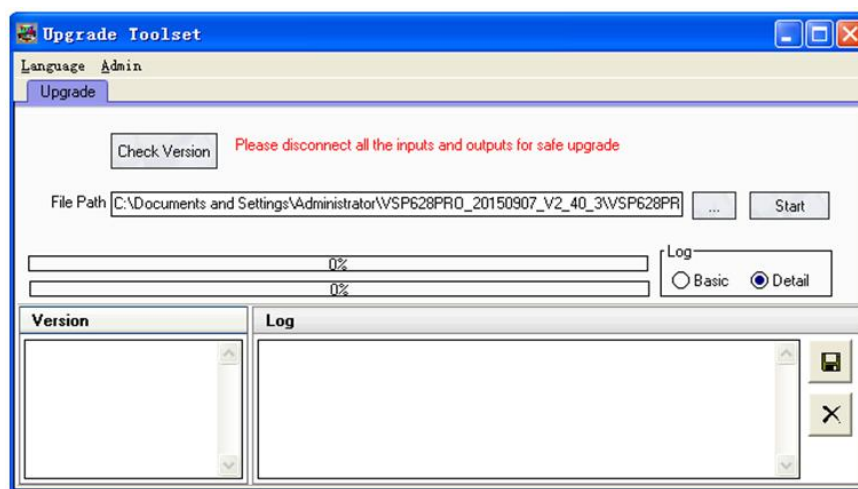 Upgrade Toolset
Language Admin
Upgrade
Check Version
Please disconnect all the inputs and outputs for safe upgrade
File Path C:\Documents and Settings\Administrator\VSP628PRO_20150907_V2_40_3\VSP628PR
...
Start
0%
0%
Log
Basic
Detail
Version
Log